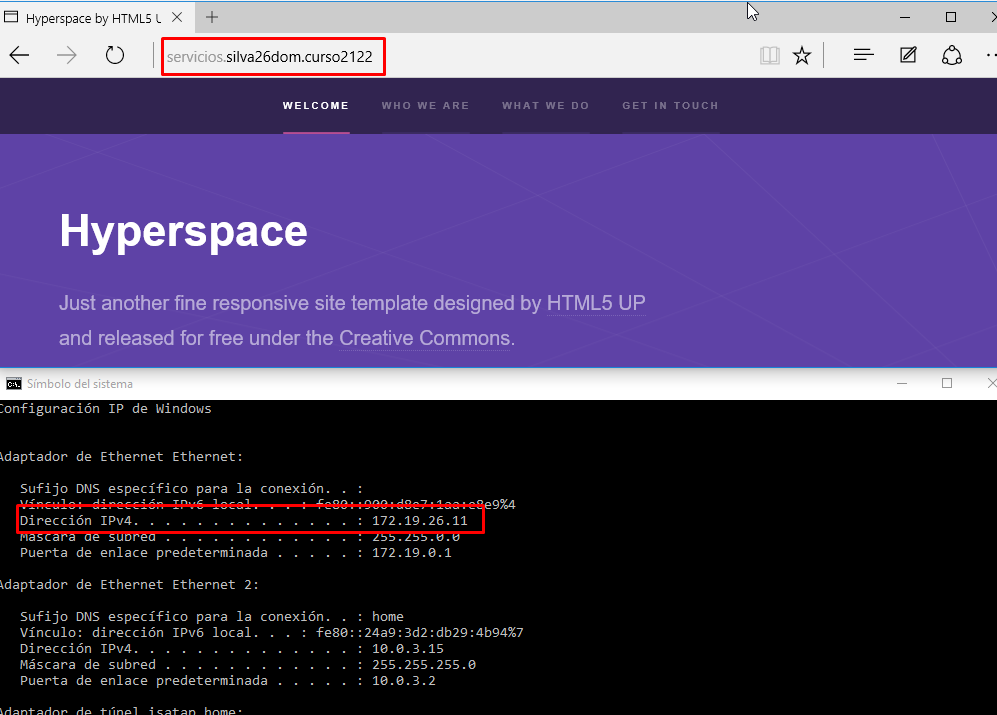 Hyperspace by HTML5 U
servicios.silva26dom.curso2122
WELCOME WHO WE ARE WHAT WE DO GET IN TOUCH
Hyperspace
Just another fine responsive site template designed by HTML5 UP
and released for free under the Creative Commons.
Símbolo del sistema
Configuración IP de Windows
Adaptador de Ethernet Ethernet:
Sufijo DNS específico para la conexión. . :
Vínculo: dirección IPv6 local. . . :
Dirección IPv4. . . . . . . . . . . . . . : 172.19.26.11
Máscara de subred . . . . . . . . . . . . : 255.255.0.0
Puerta de enlace predeterminada . . . . . : 172.19.0.1
Adaptador de Ethernet Ethernet 2:
Sufijo DNS específico para la conexión. . : home
Vínculo: dirección IPv6 local. . . : fe80::24a9:3d2:db29:4b94%7
Dirección IPv4. . . . . . . . . . . . . . : 10.0.3.15
Máscara de subred . . . . . . . . . . . . : 255.255.255.0
Puerta de enlace predeterminada . . . . . : 10.0.3.2
Adaptador de túnel isatap.home: